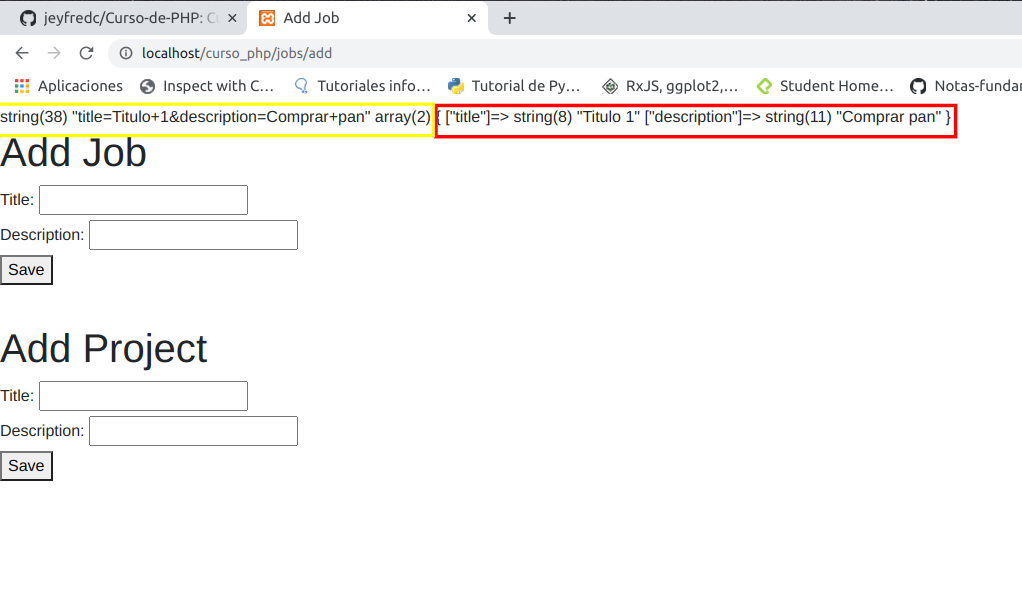 jeyfredc/Curso-de-PHP: C
Add Job
localhost/curso_php/jobs/add
Aplicaciones Inspect with C... Tutoriales info... Tutorial de Py... RxJS, ggplot2,... Student Home... Notas-fundar
string(38) "title=Titulo+1&description=Comprar+pan" array(2) { ["title"]=> string(8) "Titulo 1" ["description"]=> string(11) "Comprar pan" }
Add Job
Title:
Description:
Save
Add Project
Title:
Description:
Save